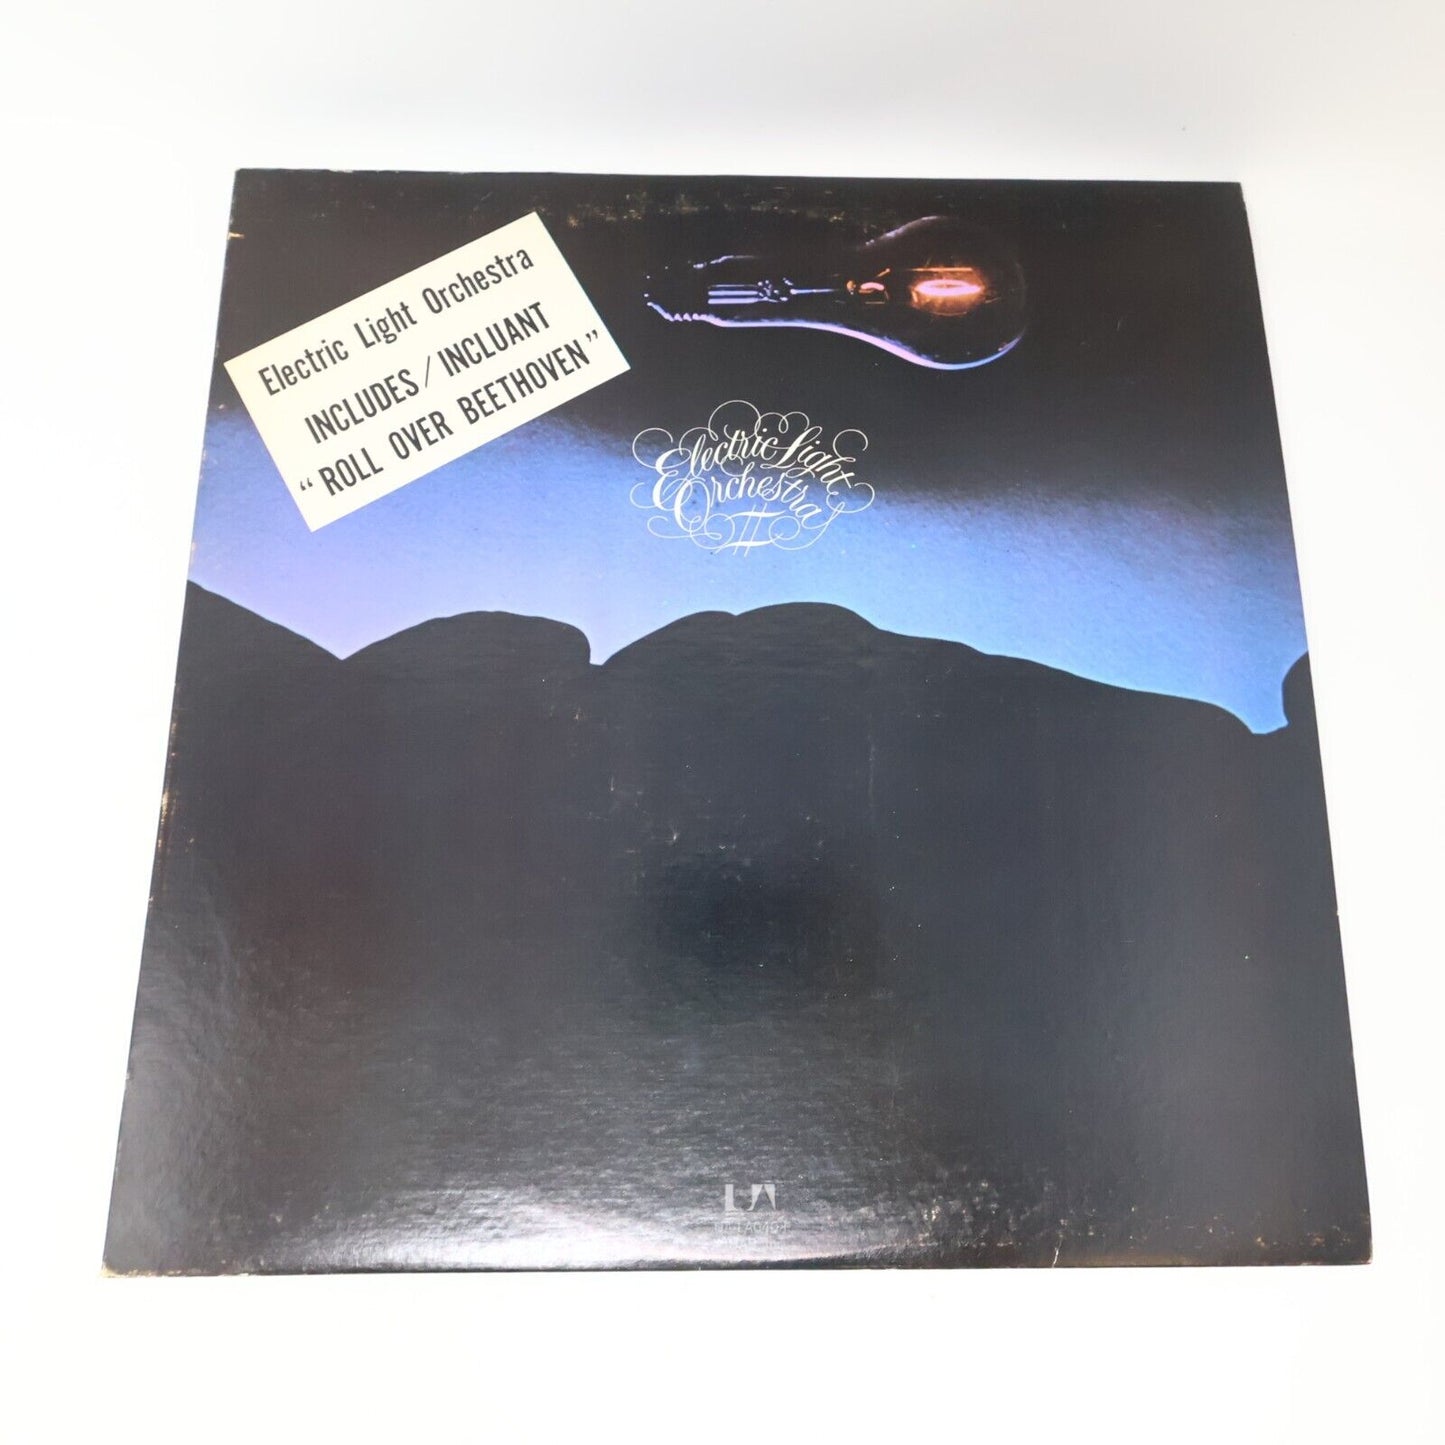 Electric Light Orchestra
INCLUDES / INCLUANT
“ROLL OVER BEETHOVEN”
Electric Light
Orchestra
II
UA